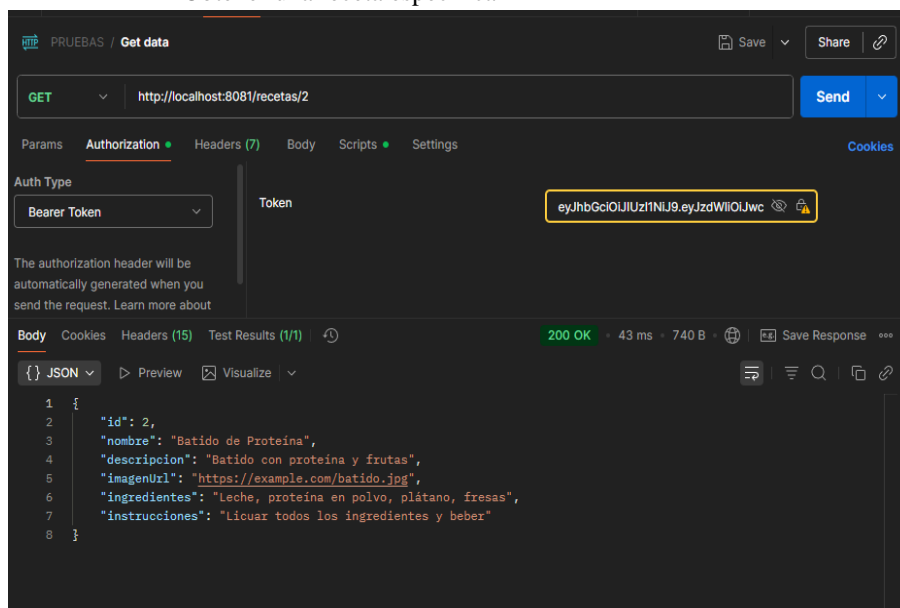 HTTP PRUEBAS / Get data Save Share
GET http://localhost:8081/recetas/2 Send
Params Authorization Headers (7) Body Scripts Settings Cookies
Auth Type
Bearer Token
Token eyJhbGciOiJIUzI1NiJ9.eyJzdWIiOiJwc
The authorization header will be
automatically generated when you
send the request. Learn more about
Body Cookies Headers (15) Test Results (1/1) 200 OK 43 ms 740 B e.g. Save Response
{} JSON Preview Visualize
1 {
2 "id": 2,
3 "nombre": "Batido de Proteína",
4 "descripcion": "Batido con proteína y frutas",
5 "imagenUrl": "https://example.com/batido.jpg",
6 "ingredientes": "Leche, proteína en polvo, plátano, fresas",
7 "instrucciones": "Licuar todos los ingredientes y beber"
8 }